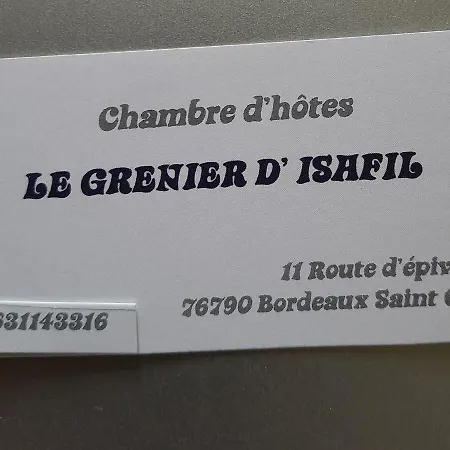 Chambre d'hôtes
LE GRENIER D' ISAFIL
11 Route d'épiv
76790 Bordeaux Saint
631143316